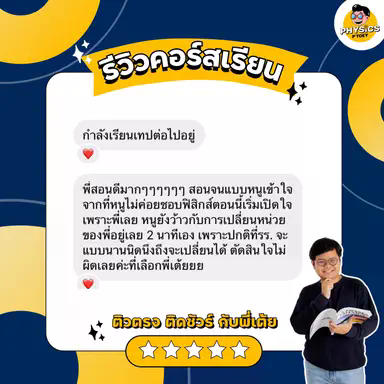 PHYS.CS
P'TOEY
รีวิวคอร์สเรียน
กำลังเรียนเทปต่อไปอยู่
พี่สอนดีมากๆๆๆๆๆๆ สอนจนแบบหนูเข้าใจ
จากที่หนูไม่ค่อยชอบฟิสิกส์ตอนนี้เริ่มเปิดใจ
เพราะพี่เลย หนูยังว้าวกับการเปลี่ยนหน่วย
ของพี่อยู่เลย 2 นาทีเอง เพราะปกติที่รร. จะ
แบบนานนิดนึงถึงจะเปลี่ยนได้ ตัดสินใจไม่
ผิดเลยค่ะที่เลือกพี่เต้ยยย
ติวตรง ติดชัวร์ กับพี่เต้ย